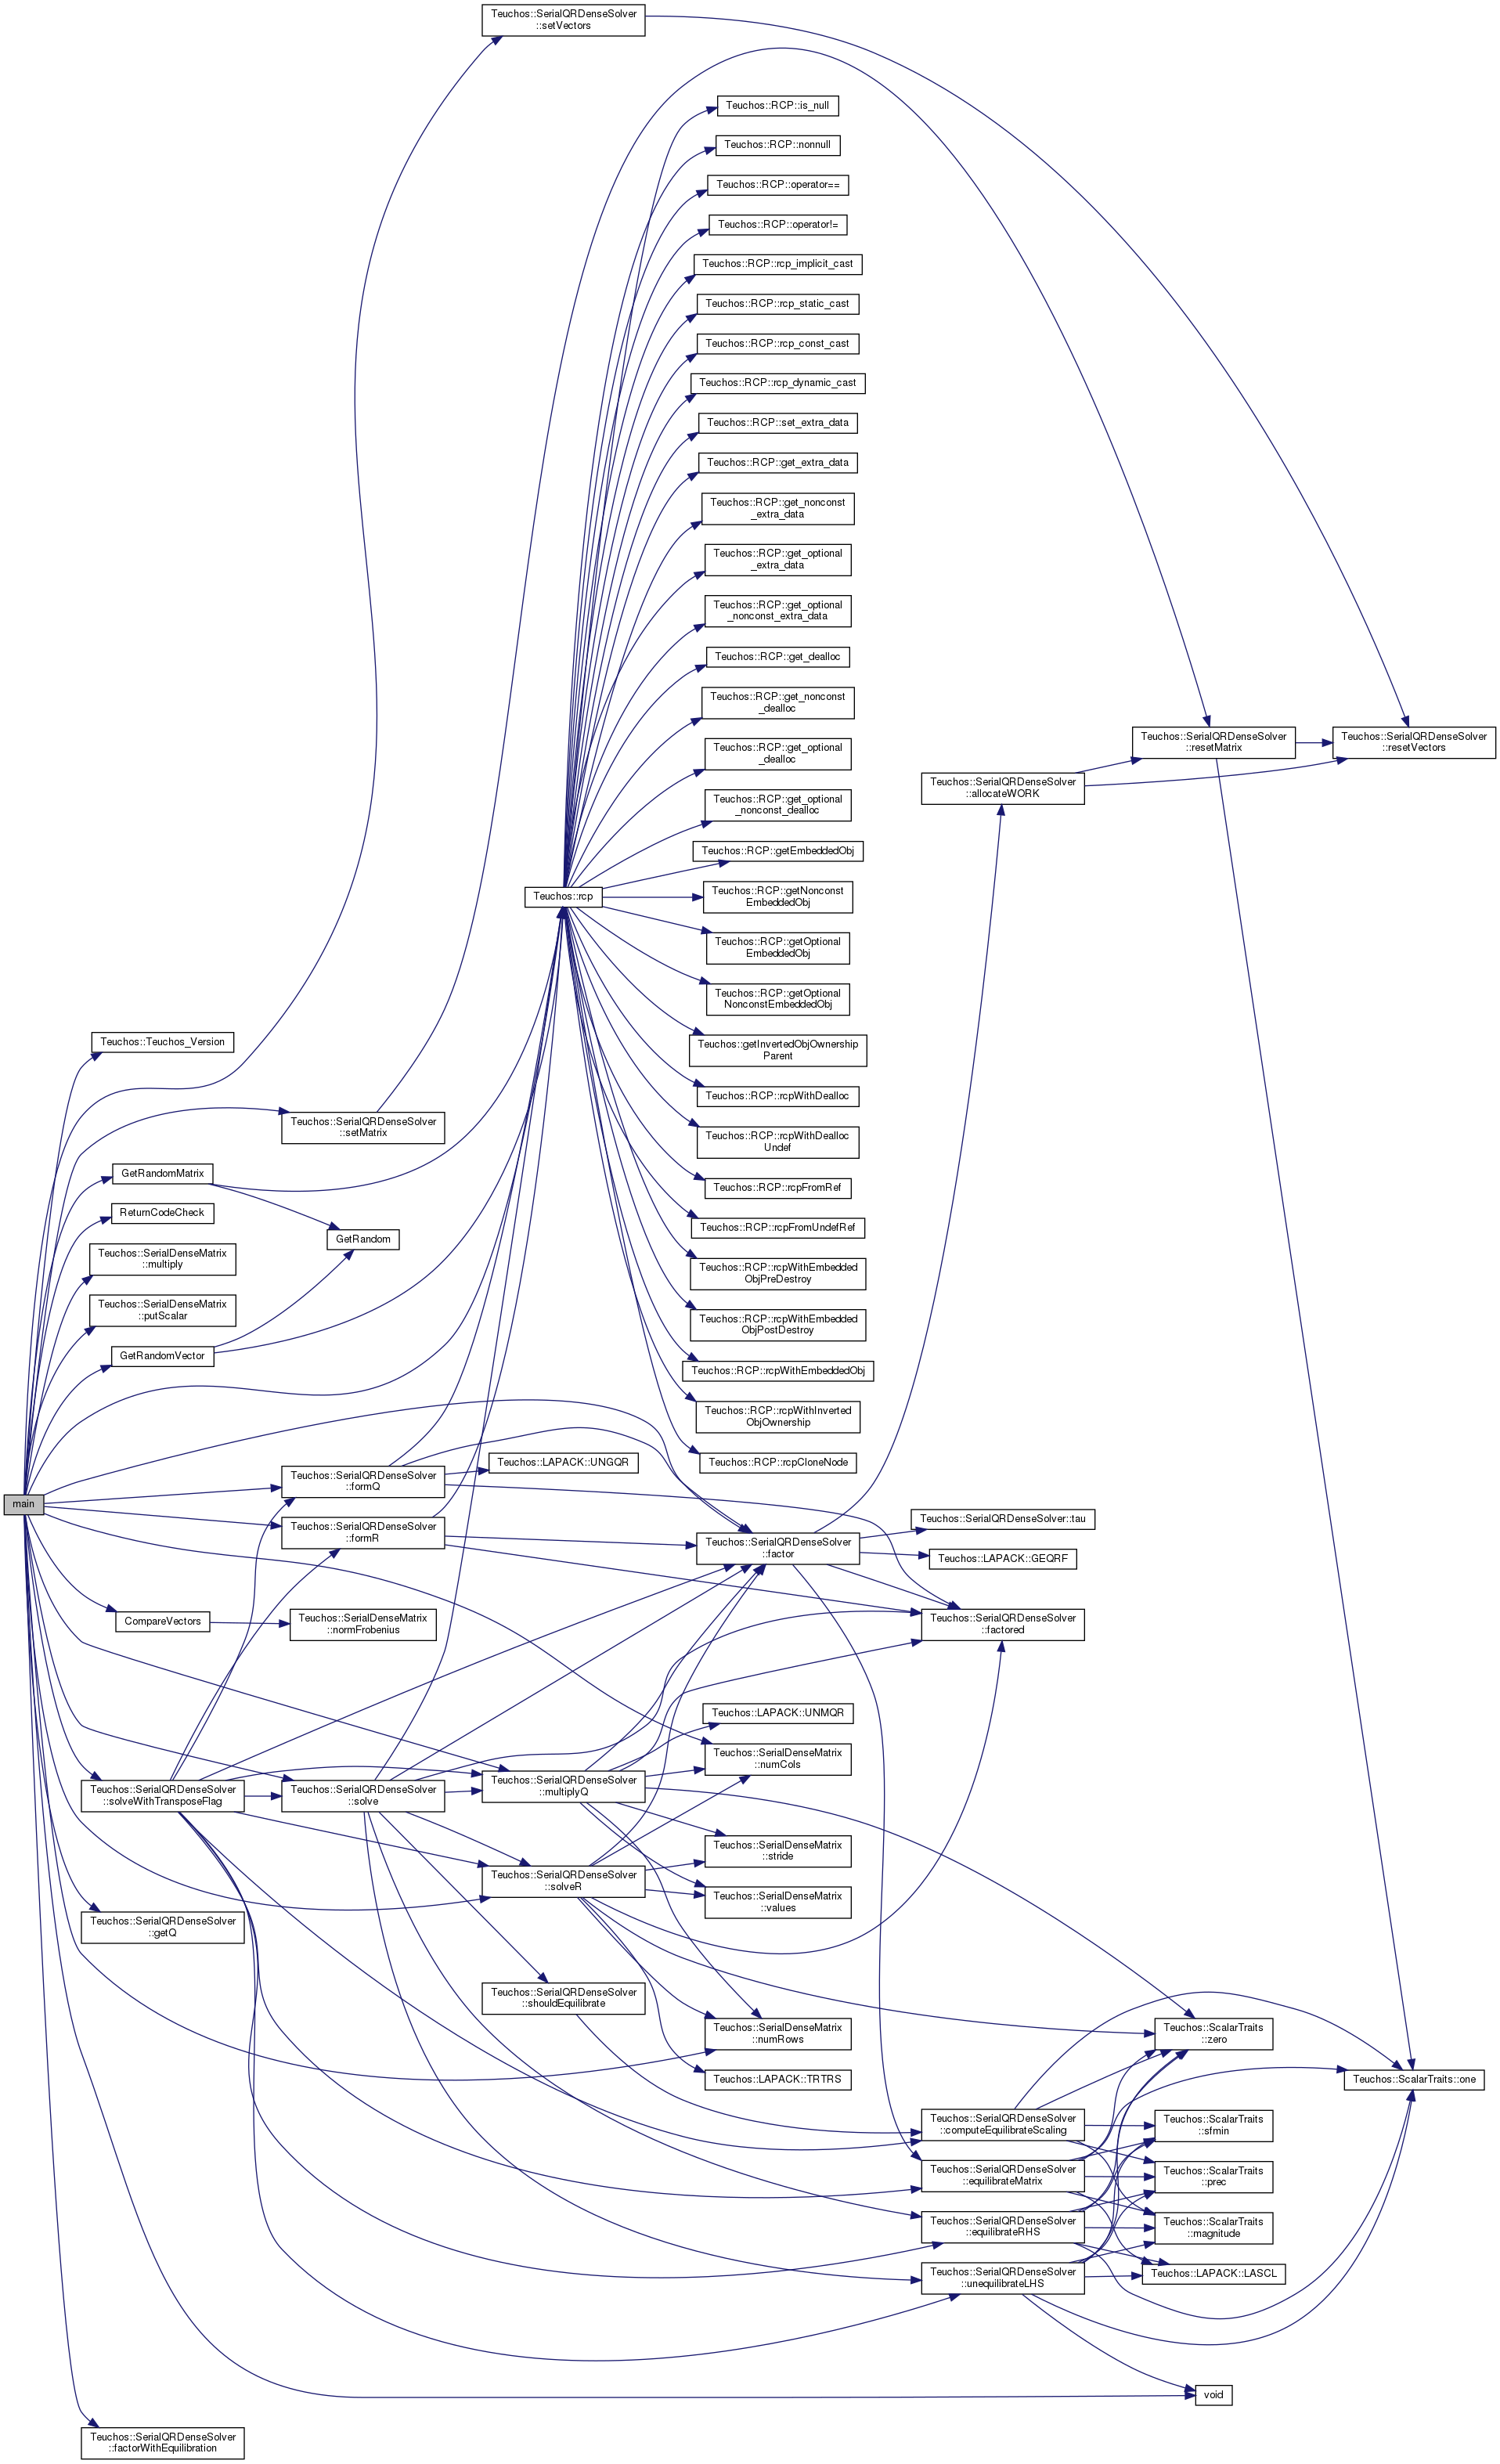 Teuchos::SerialQRDenseSolver
::setVectors
Teuchos::RCP::is_null
Teuchos::RCP::nonnull
Teuchos::RCP::operator==
Teuchos::RCP::operator!=
Teuchos::RCP::rcp_implicit_cast
Teuchos::RCP::rcp_static_cast
Teuchos::RCP::rcp_const_cast
Teuchos::RCP::rcp_dynamic_cast
Teuchos::RCP::set_extra_data
Teuchos::RCP::get_extra_data
Teuchos::RCP::get_nonconst
_extra_data
Teuchos::RCP::get_optional
_extra_data
Teuchos::RCP::get_optional
_nonconst_extra_data
Teuchos::RCP::get_dealloc
Teuchos::RCP::get_nonconst
_dealloc
Teuchos::RCP::get_optional
_dealloc
Teuchos::RCP::get_optional
_nonconst_dealloc
Teuchos::RCP::getEmbeddedObj
Teuchos::rcp
Teuchos::RCP::getNonconst
EmbeddedObj
Teuchos::RCP::getOptional
EmbeddedObj
Teuchos::RCP::getOptional
NonconstEmbeddedObj
Teuchos::getInvertedObjOwnership
Parent
Teuchos::RCP::rcpWithDealloc
Teuchos::RCP::rcpWithDealloc
Undef
Teuchos::RCP::rcpFromRef
Teuchos::RCP::rcpFromUndefRef
Teuchos::RCP::rcpWithEmbedded
ObjPreDestroy
Teuchos::RCP::rcpWithEmbedded
ObjPostDestroy
Teuchos::RCP::rcpWithEmbeddedObj
Teuchos::RCP::rcpWithInverted
ObjOwnership
Teuchos::RCP::rcpCloneNode
Teuchos::SerialQRDenseSolver
::resetMatrix
Teuchos::SerialQRDenseSolver
::resetVectors
Teuchos::SerialQRDenseSolver
::allocateWORK
Teuchos::Teuchos_Version
Teuchos::SerialQRDenseSolver
::setMatrix
GetRandomMatrix
ReturnCodeCheck
GetRandom
Teuchos::SerialDenseMatrix
::multiply
Teuchos::SerialDenseMatrix
::putScalar
GetRandomVector
main
Teuchos::SerialQRDenseSolver
::formQ
Teuchos::LAPACK::UNGQR
Teuchos::SerialQRDenseSolver
::formR
Teuchos::SerialQRDenseSolver
::factor
Teuchos::SerialQRDenseSolver::tau
Teuchos::LAPACK::GEQRF
Teuchos::SerialQRDenseSolver
::factored
CompareVectors
Teuchos::SerialDenseMatrix
::normFrobenius
Teuchos::LAPACK::UNMQR
Teuchos::SerialDenseMatrix
::numCols
Teuchos::SerialQRDenseSolver
::solveWithTransposeFlag
Teuchos::SerialQRDenseSolver
::solve
Teuchos::SerialQRDenseSolver
::multiplyQ
Teuchos::SerialDenseMatrix
::stride
Teuchos::SerialQRDenseSolver
::solveR
Teuchos::SerialDenseMatrix
::values
Teuchos::SerialQRDenseSolver
::getQ
Teuchos::SerialQRDenseSolver
::shouldEquilibrate
Teuchos::SerialDenseMatrix
::numRows
Teuchos::LAPACK::TRTRS
Teuchos::ScalarTraits
::zero
Teuchos::ScalarTraits::one
Teuchos::SerialQRDenseSolver
::computeEquilibrateScaling
Teuchos::ScalarTraits
::sfmin
Teuchos::SerialQRDenseSolver
::equilibrateMatrix
Teuchos::ScalarTraits
::prec
Teuchos::SerialQRDenseSolver
::equilibrateRHS
Teuchos::ScalarTraits
::magnitude
Teuchos::SerialQRDenseSolver
::unequilibrateLHS
Teuchos::LAPACK::LASCL
void
Teuchos::SerialQRDenseSolver
::factorWithEquilibration